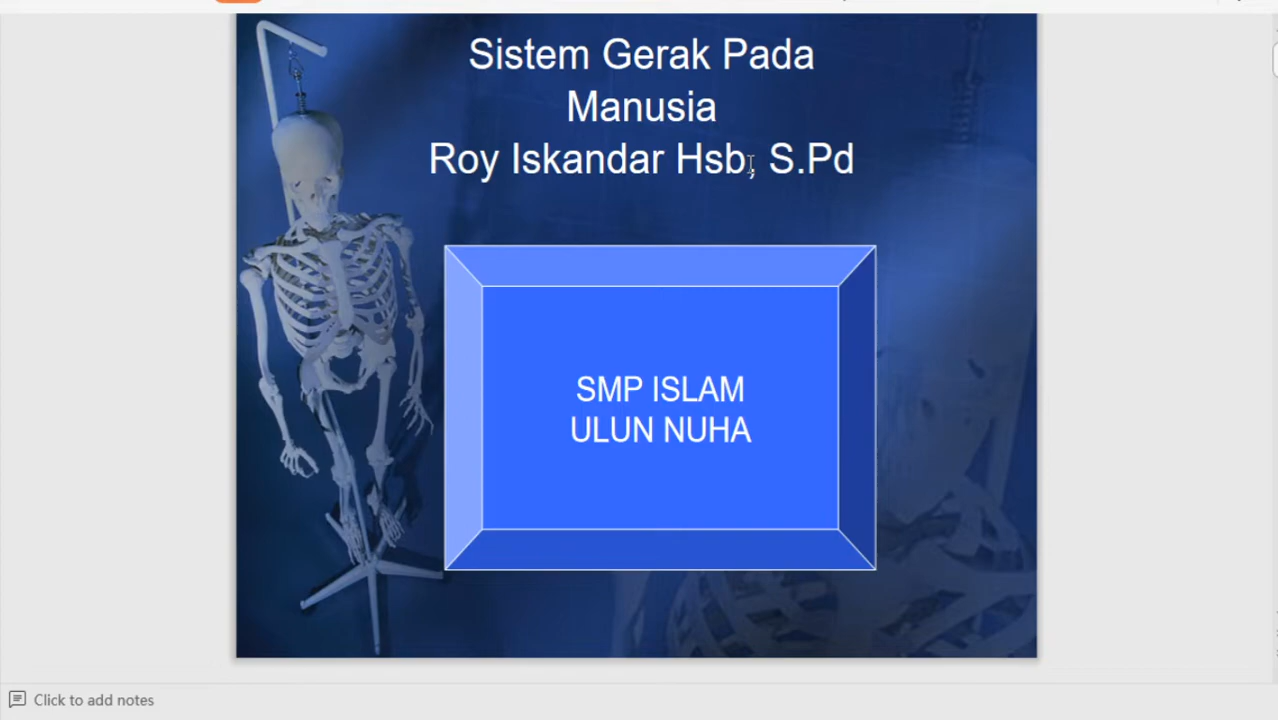 Sistem Gerak Pada
Manusia
Roy Iskandar Hsb, S.Pd
SMP ISLAM
ULUN NUHA
Click to add notes